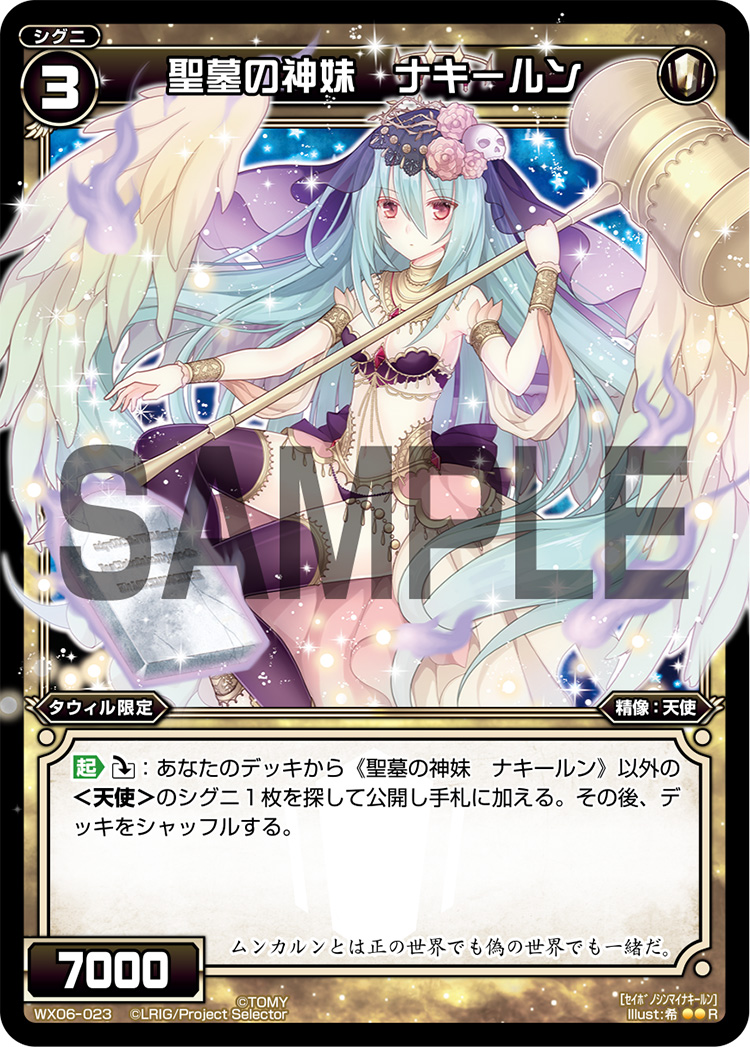 シグニ
3
聖墓の神妹　ナキールン
SAMPLE
タウィル限定
精像：天使
起：あなたのデッキから《聖墓の神妹　ナキールン》以外の
＜天使＞のシグニ１枚を探して公開し手札に加える。その後、デ
ッキをシャッフルする。
ムンカルンとは正の世界でも偽の世界でも一緒だ。
7000
©TOMY
[セイボノシンマイナキールン]
WX06-023 ©LRIG/Project Selector
Illust:希 R